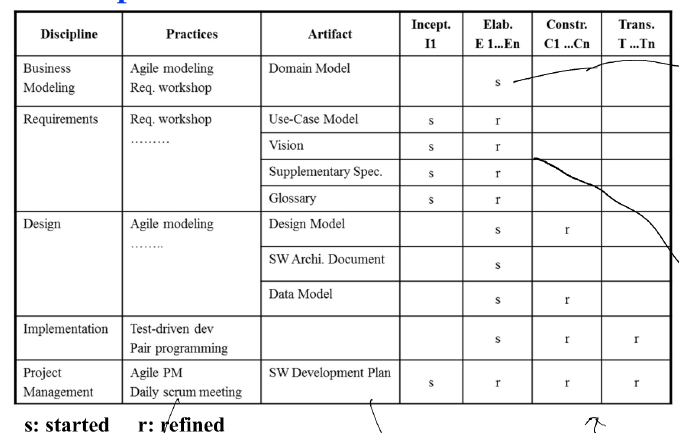 Discipline Practices Artifact Incept. I1 Elab. E 1...En Constr. C1 ...Cn Trans. T ...Tn
Business Modeling Agile modeling Req. workshop Domain Model s
Requirements Req. workshop ......... Use-Case Model s r
Vision s r
Supplementary Spec. s r
Glossary s r
Design Agile modeling ........ Design Model s r
SW Archi. Document s
Data Model s r
Implementation Test-driven dev Pair programming s r r
Project Management Agile PM Daily scrum meeting SW Development Plan s r r r
s: started r: refined